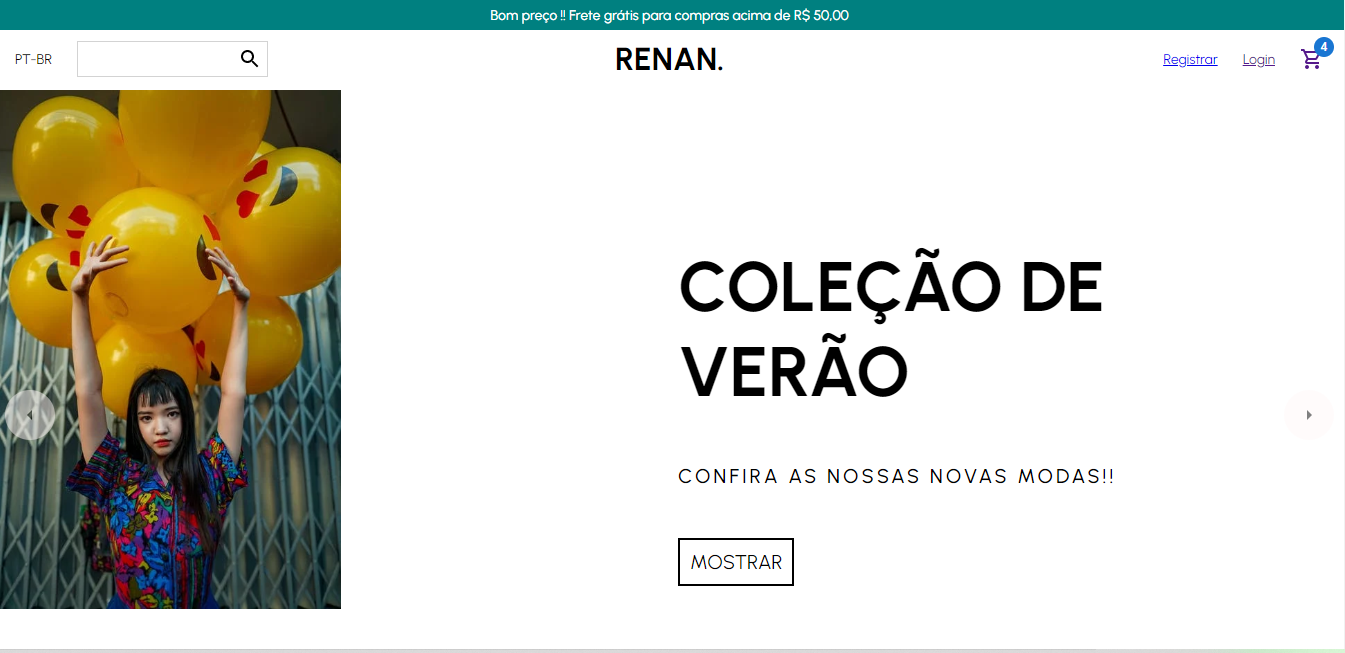 Bom preço !! Frete grátis para compras acima de R$ 50,00
PT-BR
RENAN.
Registrar
Login
4
COLEÇÃO DE
VERÃO
CONFIRA AS NOSSAS NOVAS MODAS!!
MOSTRAR